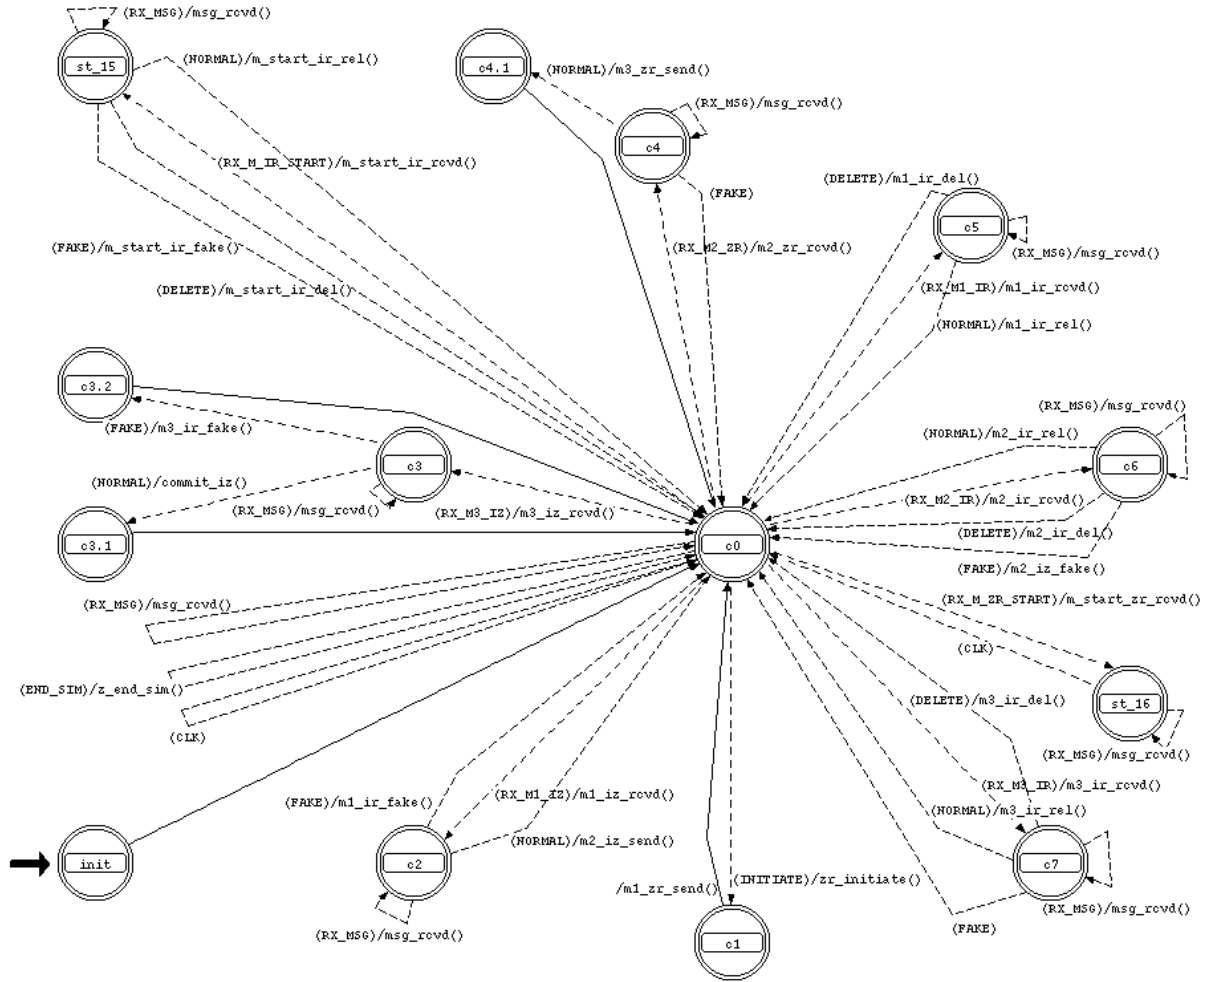 (RX_MSG)/msg_rcvd()
st_15
(NORMAL)/m_start_ir_rel()
c4.1
(NORMAL)/m3_zr_send()
(RX_MSG)/msg_rcvd()
c4
(RX_M_IR_START)/m_start_ir_rcvd()
(FAKE)
(DELETE)/m1_ir_del()
c5
(FAKE)/m_start_ir_fake()
(RX_M2_ZR)/m2_zr_rcvd()
(RX_MSG)/msg_rcvd()
(DELETE)/m_start_ir_del()
(RX_M1_IR)/m1_ir_rcvd()
(NORMAL)/m1_ir_rel()
c3.2
(FAKE)/m3_ir_fake()
(RX_MSG)/msg_rcvd()
(NORMAL)/m2_ir_rel()
c3
c6
(NORMAL)/commit_iz()
(RX_MSG)/msg_rcvd()
(RX_M3_IZ)/m3_iz_rcvd()
(RX_M2_IR)/m2_ir_rcvd()
c3.1
c0
(DELETE)/m2_ir_del()
(FAKE)/m2_iz_fake()
(RX_MSG)/msg_rcvd()
(RX_M_ZR_START)/m_start_zr_rcvd()
(CLK)
(END_SIM)/z_end_sim()
(DELETE)/m3_ir_del()
st_16
(CLK)
(RX_MSG)/msg_rcvd()
(FAKE)/m1_ir_fake()
(RX_M1_IZ)/m1_iz_rcvd()
(RX_M3_IR)/m3_ir_rcvd()
(NORMAL)/m3_ir_rel()
(NORMAL)/m2_iz_send()
init
c2
c7
/m1_zr_send()
(INITIATE)/zr_initiate()
(RX_MSG)/msg_rcvd()
(RX_MSG)/msg_rcvd()
(FAKE)
c1